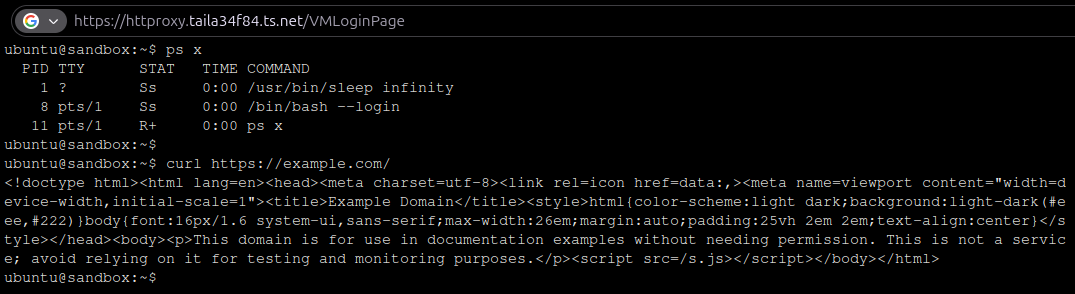 https://httproxy.taila34f84.ts.net/VMLoginPage
ubuntu@sandbox:~$ ps x
  PID TTY      STAT   TIME COMMAND
    1 ?        Ss     0:00 /usr/bin/sleep infinity
    8 pts/1    Ss     0:00 /bin/bash --login
   11 pts/1    R+     0:00 ps x
ubuntu@sandbox:~$
ubuntu@sandbox:~$ curl https://example.com/
<!doctype html><html lang=en><head><meta charset=utf-8><link rel=icon href=data:,><meta name=viewport content="width=d
evice-width,initial-scale=1"><title>Example Domain</title><style>html{color-scheme:light dark;background:light-dark(#e
ee,#222)}body{font:16px/1.6 system-ui,sans-serif;max-width:26em;margin:auto;padding:25vh 2em 2em;text-align:center}</s
tyle></head><body><p>This domain is for use in documentation examples without needing permission. This is not a servic
e; avoid relying on it for testing and monitoring purposes.</p><script src=/s.js></script></body></html>
ubuntu@sandbox:~$